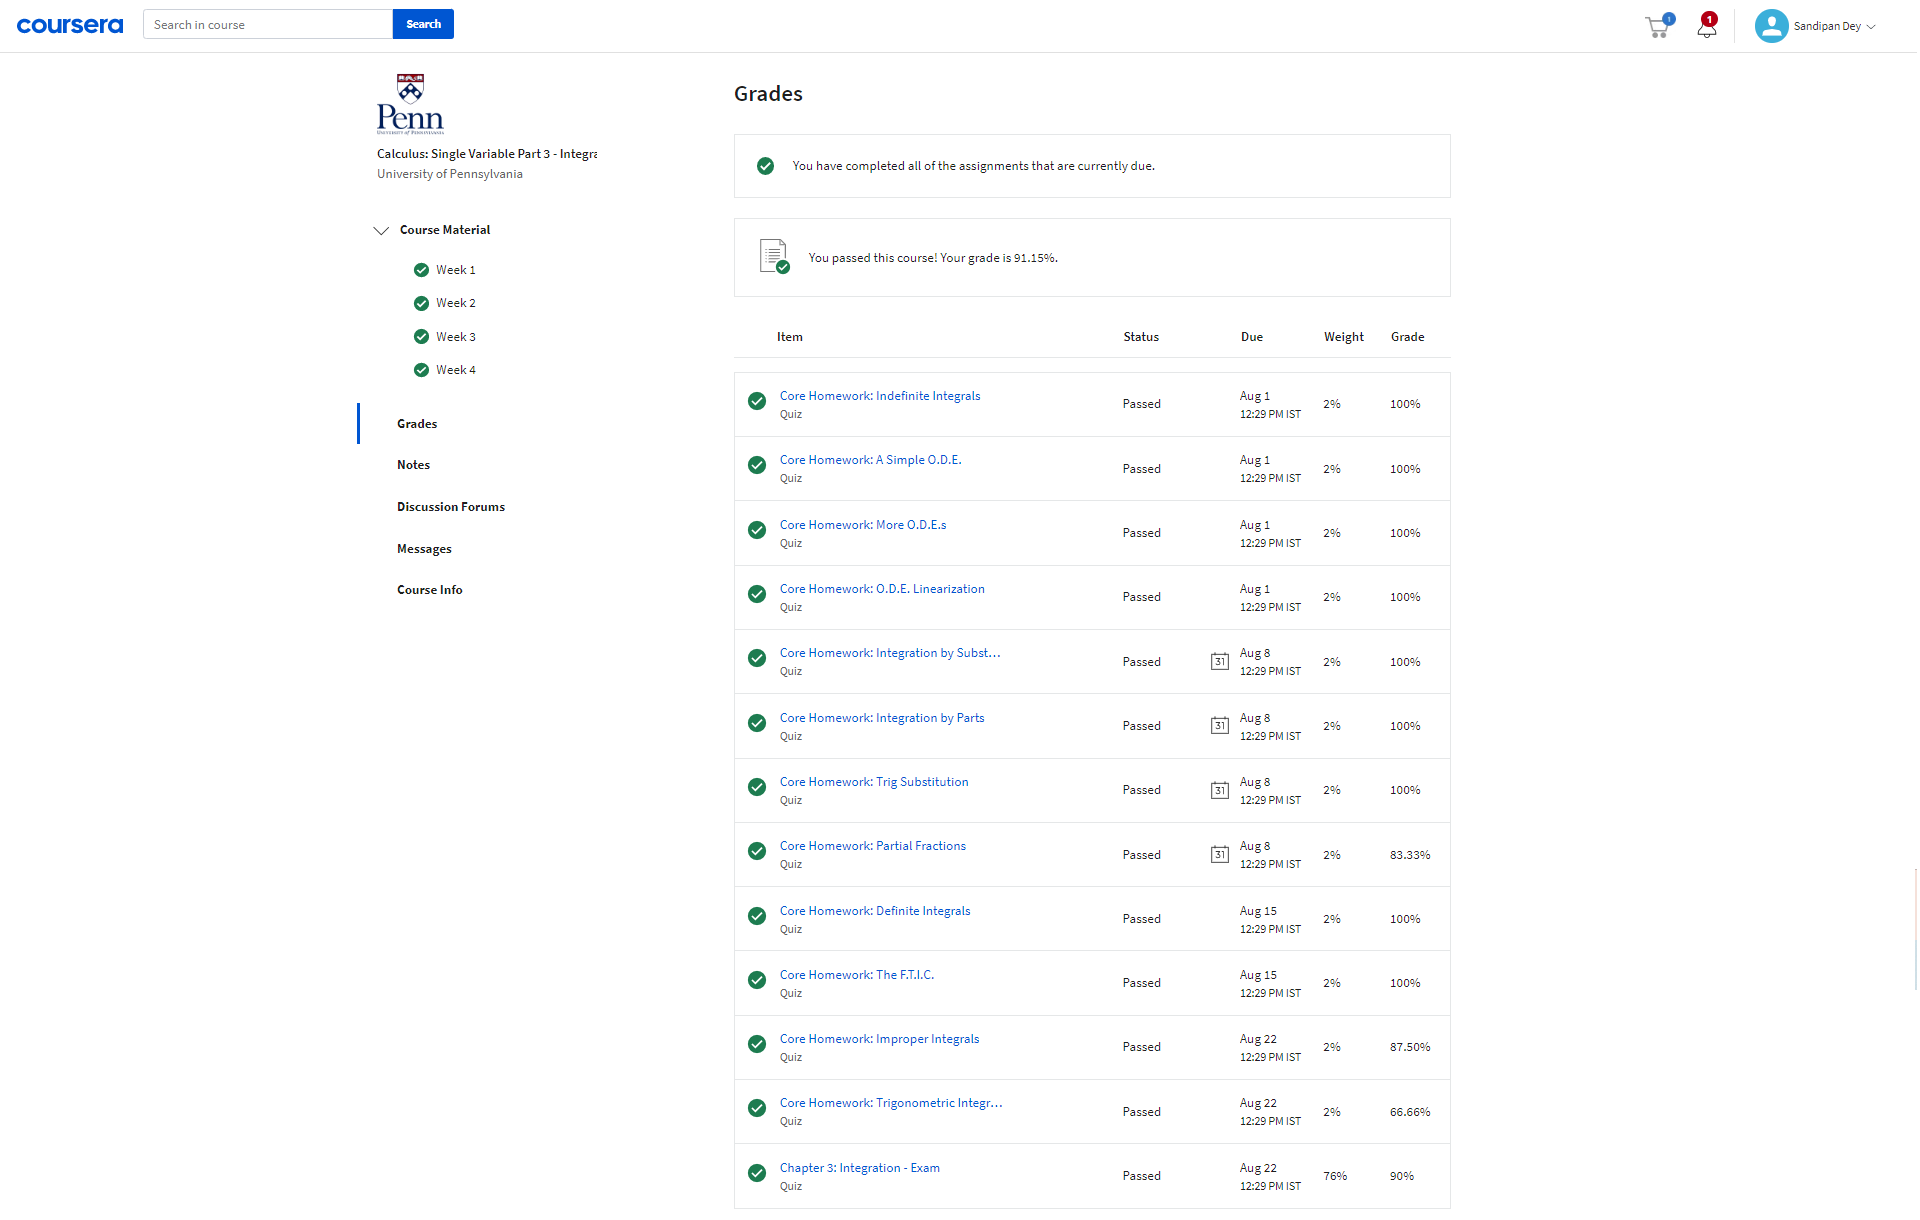 coursera
Search in course
Search
1
1
Sandipan Dey
Penn
UNIVERSITY of PENNSYLVANIA
Calculus: Single Variable Part 3 - Integra
University of Pennsylvania
Course Material
Week 1
Week 2
Week 3
Week 4
Grades
Notes
Discussion Forums
Messages
Course Info
Grades
You have completed all of the assignments that are currently due.
You passed this course! Your grade is 91.15%.
Item Status Due Weight Grade
Core Homework: Indefinite Integrals
Quiz
Passed
Aug 1
12:29 PM IST
2%
100%
Core Homework: A Simple O.D.E.
Quiz
Passed
Aug 1
12:29 PM IST
2%
100%
Core Homework: More O.D.E.s
Quiz
Passed
Aug 1
12:29 PM IST
2%
100%
Core Homework: O.D.E. Linearization
Quiz
Passed
Aug 1
12:29 PM IST
2%
100%
Core Homework: Integration by Subst...
Quiz
Passed
31
Aug 8
12:29 PM IST
2%
100%
Core Homework: Integration by Parts
Quiz
Passed
31
Aug 8
12:29 PM IST
2%
100%
Core Homework: Trig Substitution
Quiz
Passed
31
Aug 8
12:29 PM IST
2%
100%
Core Homework: Partial Fractions
Quiz
Passed
31
Aug 8
12:29 PM IST
2%
83.33%
Core Homework: Definite Integrals
Quiz
Passed
Aug 15
12:29 PM IST
2%
100%
Core Homework: The F.T.I.C.
Quiz
Passed
Aug 15
12:29 PM IST
2%
100%
Core Homework: Improper Integrals
Quiz
Passed
Aug 22
12:29 PM IST
2%
87.50%
Core Homework: Trigonometric Integr...
Quiz
Passed
Aug 22
12:29 PM IST
2%
66.66%
Chapter 3: Integration - Exam
Quiz
Passed
Aug 22
12:29 PM IST
76%
90%